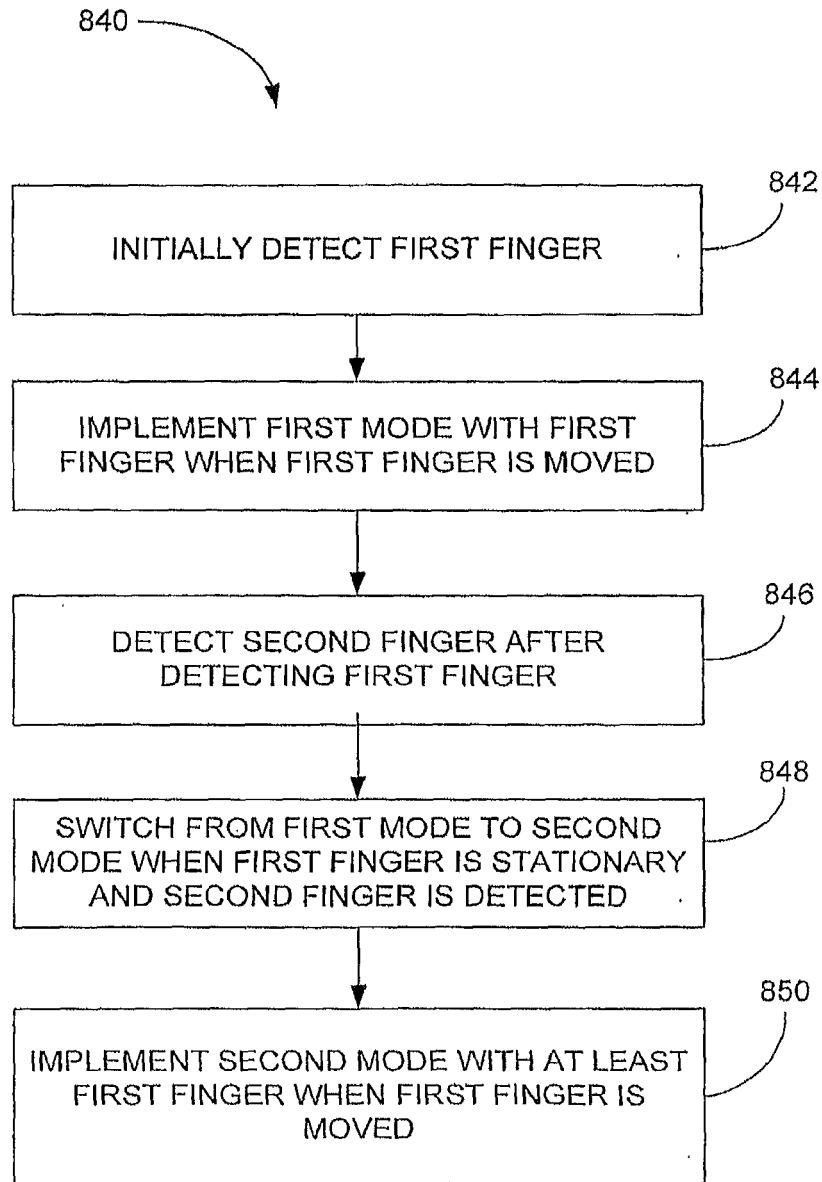 840
842
INITIALLY DETECT FIRST FINGER
844
IMPLEMENT FIRST MODE WITH FIRST
FINGER WHEN FIRST FINGER IS MOVED
846
DETECT SECOND FINGER AFTER
DETECTING FIRST FINGER
848
SWITCH FROM FIRST MODE TO SECOND
MODE WHEN FIRST FINGER IS STATIONARY
AND SECOND FINGER IS DETECTED
850
IMPLEMENT SECOND MODE WITH AT LEAST
FIRST FINGER WHEN FIRST FINGER IS
MOVED